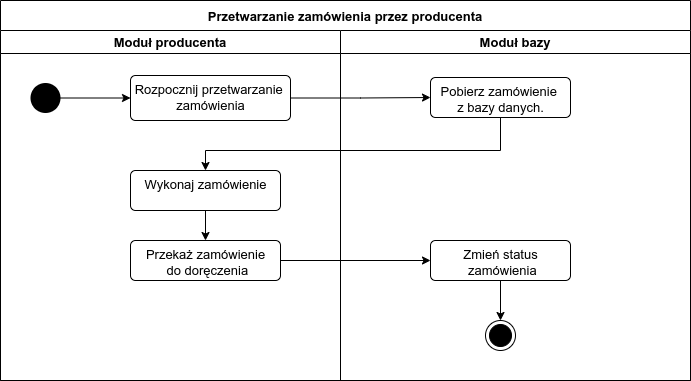 Przetwarzanie zamówienia przez producenta
Moduł producenta
Moduł bazy
Rozpocznij przetwarzanie
zamówienia
Pobierz zamówienie
z bazy danych.
Wykonaj zamówienie
Przekaż zamówienie
do doręczenia
Zmień status
zamówienia